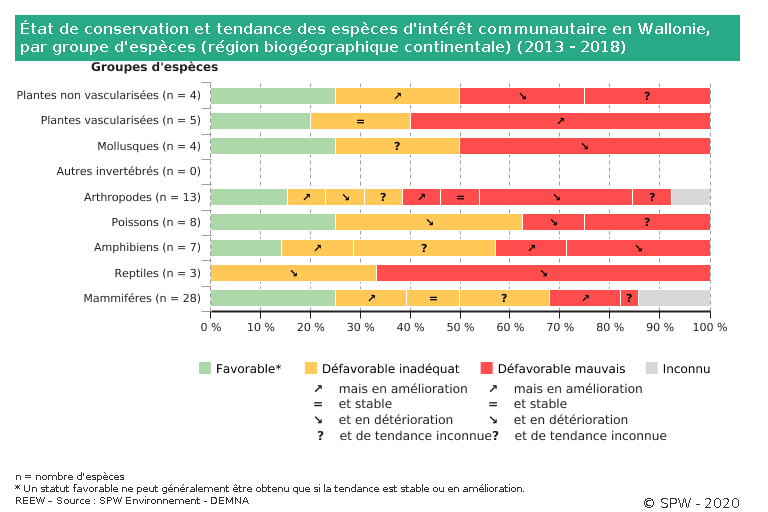 État de conservation et tendance des espèces d'intérêt communautaire en Wallonie,
par groupe d'espèces (région biogéographique continentale) (2013 - 2018)
Groupes d'espèces
Plantes non vascularisées (n = 4) ↗ ↘ ?
Plantes vascularisées (n = 5) = ↗
Mollusques (n = 4) ? ↘
Autres invertébrés (n = 0)
Arthropodes (n = 13) ↗ ↘ ? ↗ = ↘ ?
Poissons (n = 8) ↘ ↘ ?
Amphibiens (n = 7) ↗ ? ↗ ↘
Reptiles (n = 3) ↘ ↘
Mammiféres (n = 28) ↗ = ? ↗ ?
0 % 10 % 20 % 30 % 40 % 50 % 60 % 70 % 80 % 90 % 100 %
Favorable* Défavorable inadéquat Défavorable mauvais Inconnu
↗ mais en amélioration ↗ mais en amélioration
= et stable = et stable
↘ et en détérioration ↘ et en détérioration
? et de tendance inconnue ? et de tendance inconnue
n = nombre d'espèces
* Un statut favorable ne peut généralement être obtenu que si la tendance est stable ou en amélioration.
REEW – Source : SPW Environnement - DEMNA
© SPW - 2020